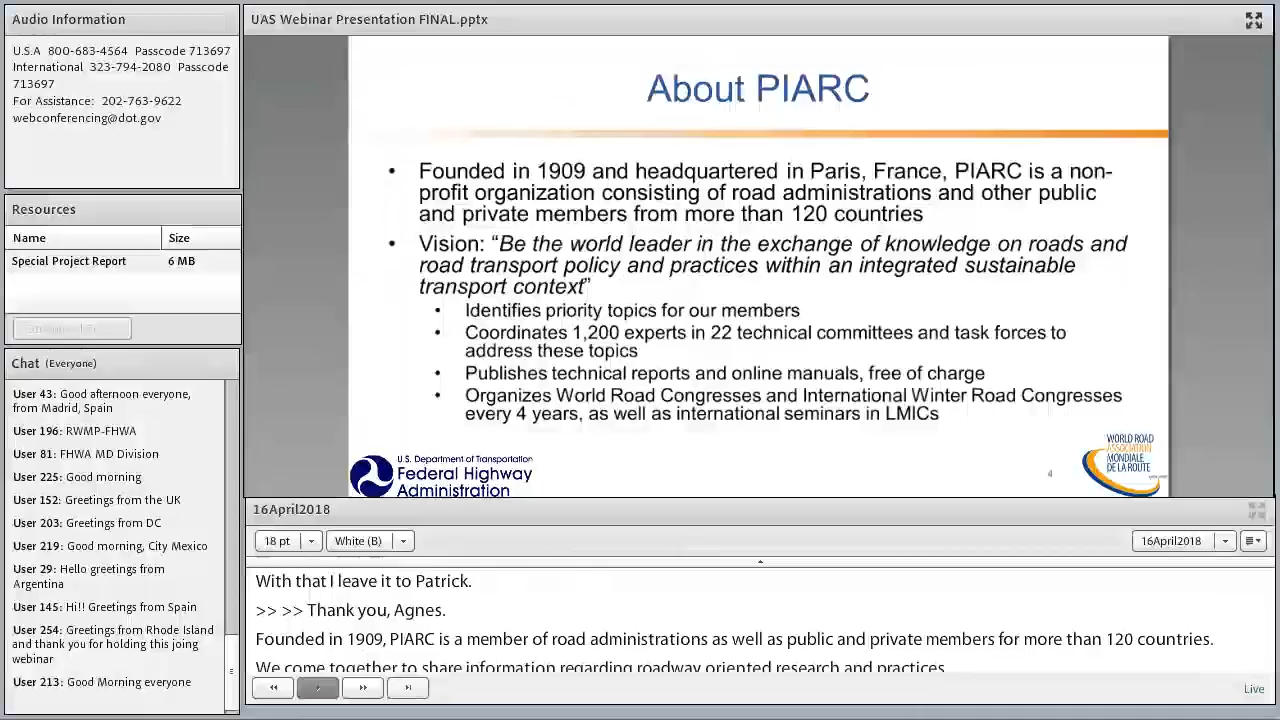 Audio Information
U.S.A 800-683-4564 Passcode 713697
International 323-794-2080 Passcode
713697
For Assistance: 202-763-9622
webconferencing@dot.gov
Resources
Name Size
Special Project Report 6 MB
Chat (Everyone)
User 43: Good afternoon everyone,
from Madrid, Spain
User 196: RWMP-FHWA
User 81: FHWA MD Division
User 225: Good morning
User 152: Greetings from the UK
User 203: Greetings from DC
User 219: Good morning, City Mexico
User 29: Hello greetings from
Argentina
User 145: Hi!! Greetings from Spain
User 254: Greetings from Rhode Island
and thank you for holding this joing
webinar
User 213: Good Morning everyone
UAS Webinar Presentation FINAL.pptx
About PIARC
• Founded in 1909 and headquartered in Paris, France, PIARC is a non-
profit organization consisting of road administrations and other public
and private members from more than 120 countries
• Vision: “Be the world leader in the exchange of knowledge on roads and
road transport policy and practices within an integrated sustainable
transport context”
• Identifies priority topics for our members
• Coordinates 1,200 experts in 22 technical committees and task forces to
address these topics
• Publishes technical reports and online manuals, free of charge
• Organizes World Road Congresses and International Winter Road Congresses
every 4 years, as well as international seminars in LMICs
U.S. Department of Transportation
Federal Highway
Administration
4
WORLD ROAD
ASSOCIATION
MONDIALE
DE LA ROUTE
16April2018
18 pt White (B) 16April2018
With that I leave it to Patrick.
>> >> Thank you, Agnes.
Founded in 1909, PIARC is a member of road administrations as well as public and private members for more than 120 countries.
We come together to share information regarding roadway oriented research and practices
Live